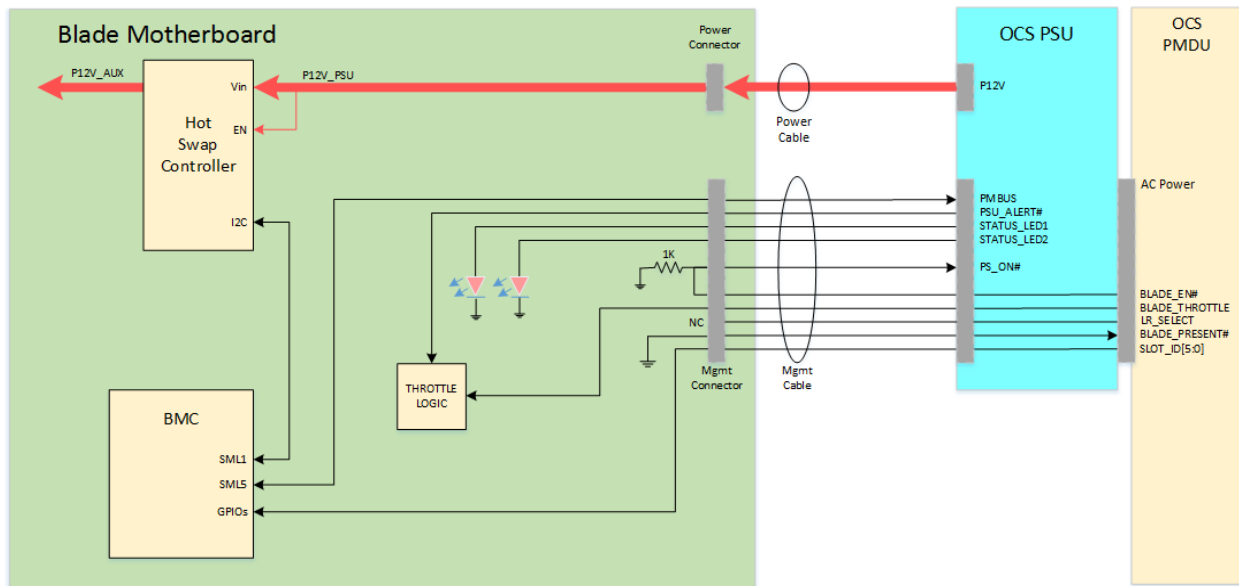 Blade Motherboard
Power
Connector
OCS PSU
OCS
PMDU
P12V_AUX
P12V_PSU
Vin
EN
Hot
Swap
Controller
I2C
P12V
Power
Cable
AC Power
PMBUS
PSU_ALERT#
STATUS_LED1
STATUS_LED2
1K
PS_ON#
BLADE_EN#
BLADE_THROTTLE
NC
LR_SELECT
BLADE_PRESENT#
SLOT_ID[5:0]
Mgmt
Connector
Mgmt
Cable
THROTTLE
LOGIC
BMC
SML1
SML5
GPIOs